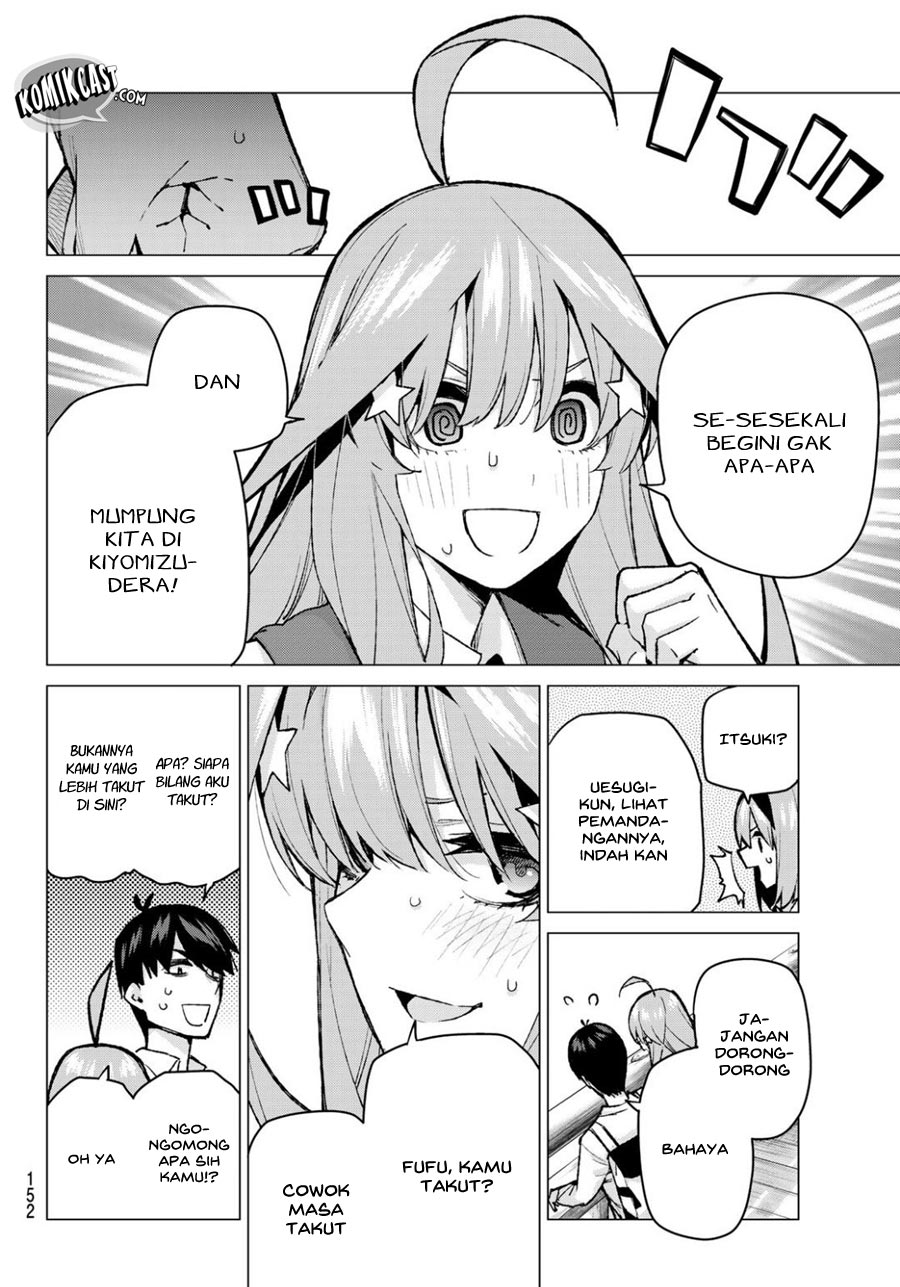 KOMIKCAST
.COM
SE-SESEKALI
BEGINI GAK
APA-APA
DAN
MUMPUNG
KITA DI
KIYOMIZU-
DERA!
ITSUKI?
UESUGI-
KUN, LIHAT
PEMANDA-
NGANNYA,
INDAH KAN
JA-
JANGAN
DORONG-
DORONG
BAHAYA
FUFU, KAMU
TAKUT?
COWOK
MASA
TAKUT
APA? SIAPA
BILANG AKU
TAKUT?
BUKANNYA
KAMU YANG
LEBIH TAKUT
DI SINI?
NGO-
NGOMONG
APA SIH
KAMU!?
OH YA
152